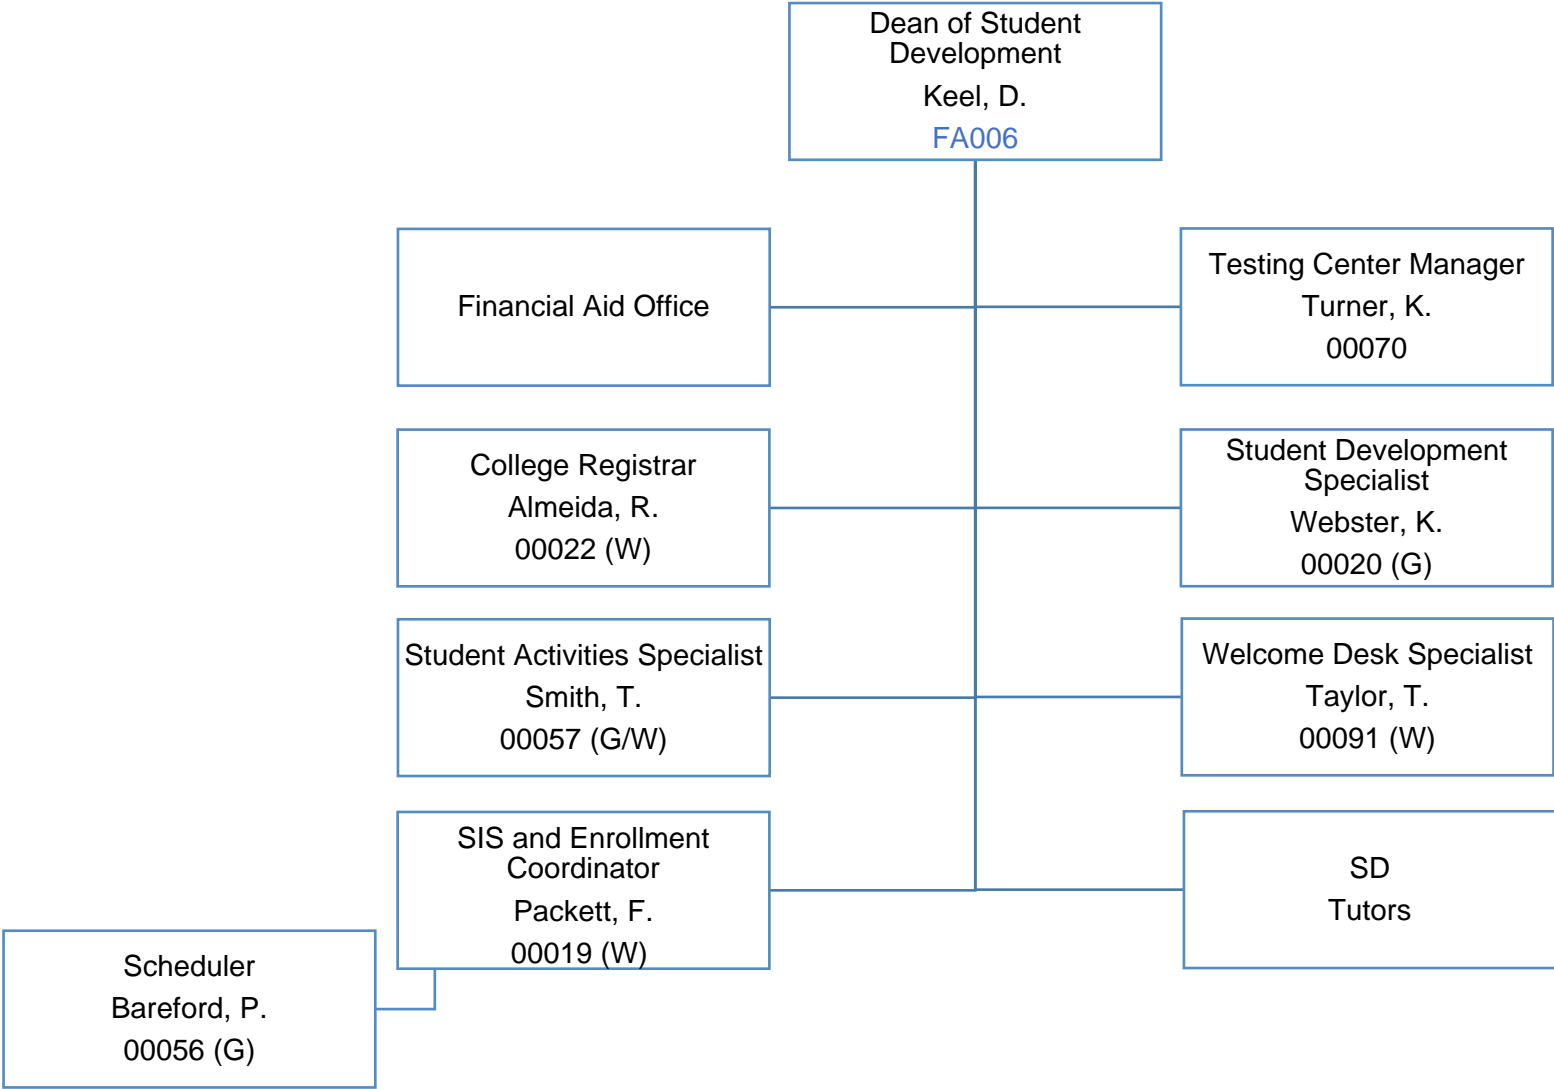 Dean of Student
Development
Keel, D.
FA006
Financial Aid Office
Testing Center Manager
Turner, K.
00070
College Registrar
Almeida, R.
00022 (W)
Student Development
Specialist
Webster, K.
00020 (G)
Student Activities Specialist
Smith, T.
00057 (G/W)
Welcome Desk Specialist
Taylor, T.
00091 (W)
SIS and Enrollment
Coordinator
Packett, F.
00019 (W)
SD
Tutors
Scheduler
Bareford, P.
00056 (G)